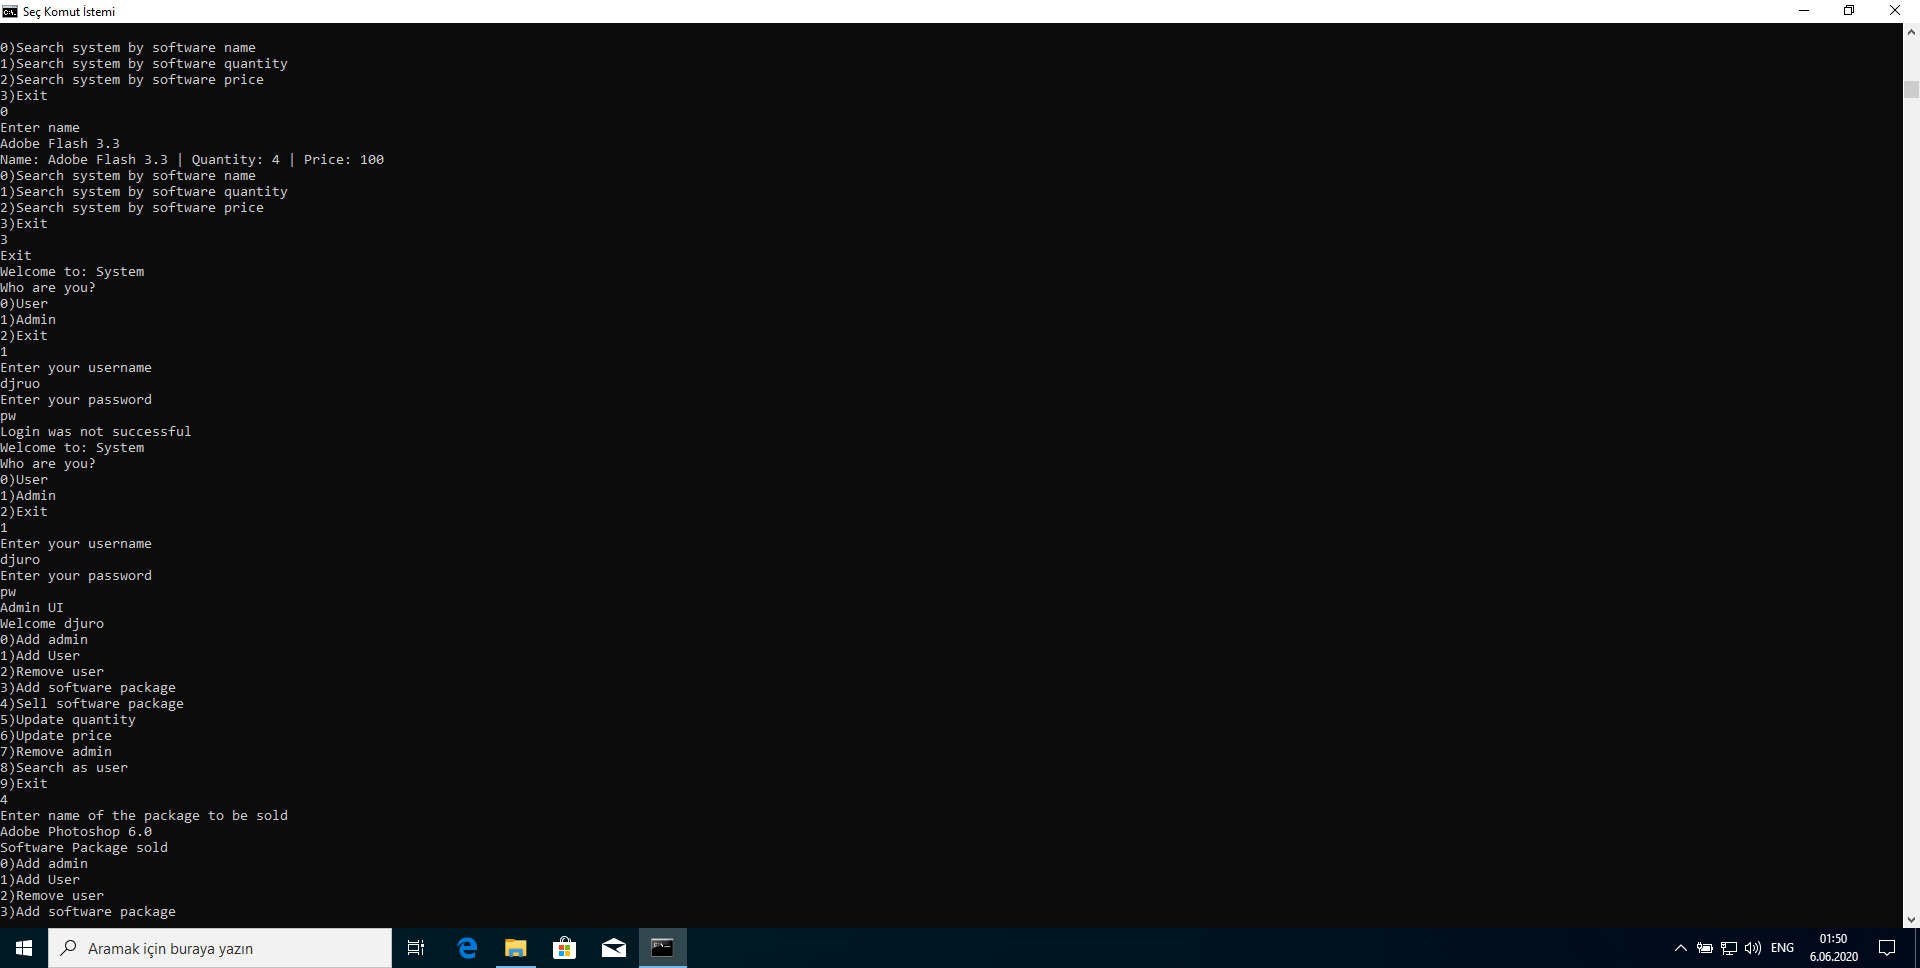 Seç Komut İstemi
0)Search system by software name
1)Search system by software quantity
2)Search system by software price
3)Exit
0
Enter name
Adobe Flash 3.3
Name: Adobe Flash 3.3 | Quantity: 4 | Price: 100
0)Search system by software name
1)Search system by software quantity
2)Search system by software price
3)Exit
3
Exit
Welcome to: System
Who are you?
0)User
1)Admin
2)Exit
1
Enter your username
djruo
Enter your password
pw
Login was not successful
Welcome to: System
Who are you?
0)User
1)Admin
2)Exit
1
Enter your username
djuro
Enter your password
pw
Admin UI
Welcome djuro
0)Add admin
1)Add User
2)Remove user
3)Add software package
4)Sell software package
5)Update quantity
6)Update price
7)Remove admin
8)Search as user
9)Exit
4
Enter name of the package to be sold
Adobe Photoshop 6.0
Software Package sold
0)Add admin
1)Add User
2)Remove user
3)Add software package
Aramak için buraya yazın
ENG
01:50
6.06.2020